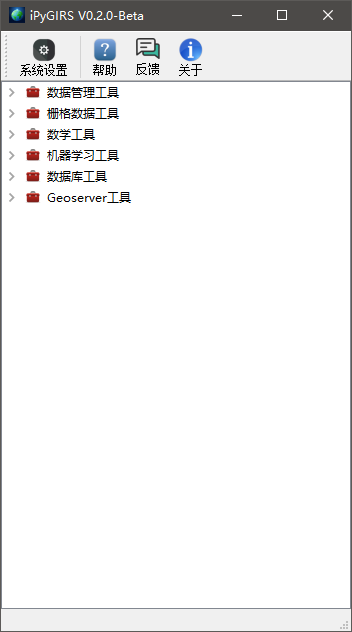 iPyGIRS V0.2.0-Beta
系统设置 帮助 反馈 关于
数据管理工具
栅格数据工具
数学工具
机器学习工具
数据库工具
Geoserver工具